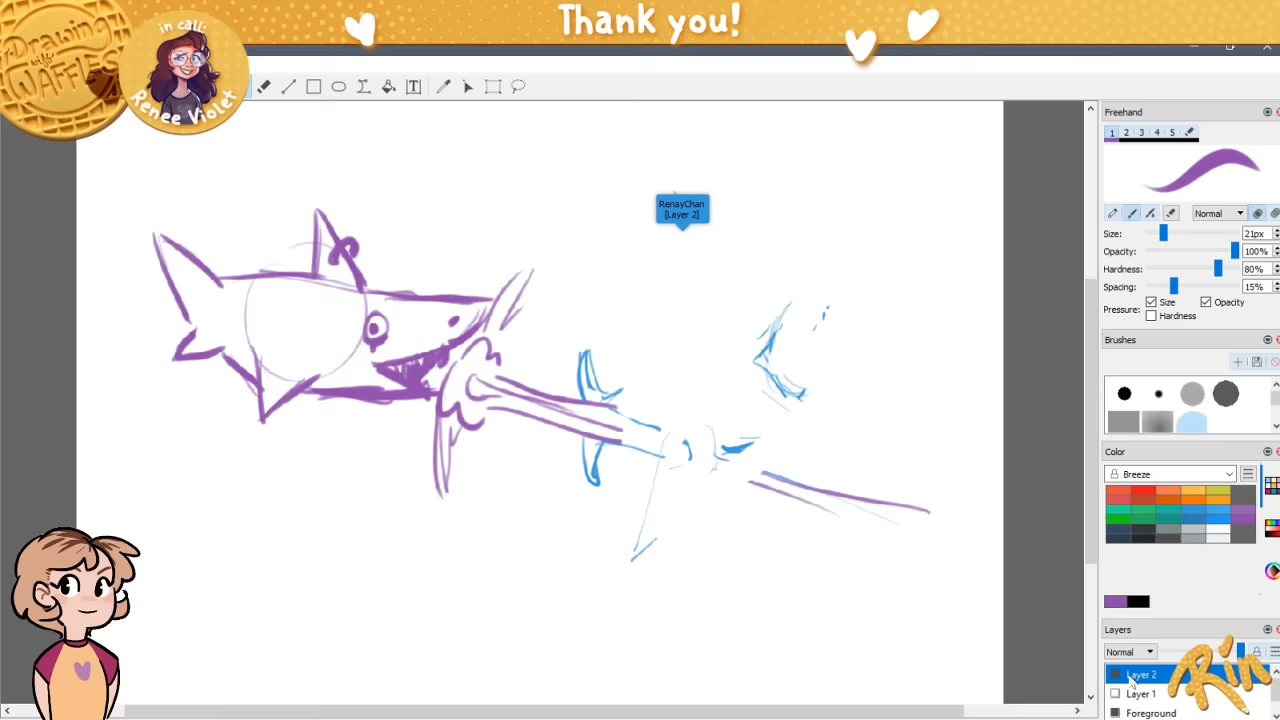 Thank you!
Drawing
with
WAFFLES
in call:
Renee Violet
T
RenayChan
[Layer 2]
Freehand
1 2 3 4 5
Normal
Size: 21px
Opacity: 100%
Hardness: 80%
Spacing: 15%
Pressure: Size Opacity
Hardness
Brushes
Color
Breeze
Layers
Normal
Layer 2
Layer 1
Foreground
Rin